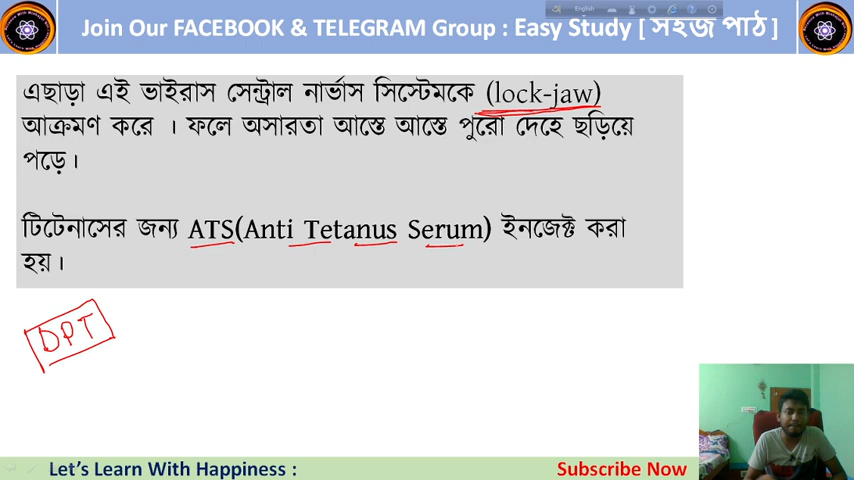 English
Join Our FACEBOOK & TELEGRAM Group : Easy Study [ সহজ পাঠ ]
এছাড়া এই ভাইরাস সেন্ট্রাল নার্ভাস সিস্টেমকে (lock-jaw)
আক্রমণ করে । ফলে অসারতা আস্তে আস্তে পুরো দেহে ছড়িয়ে
পড়ে।
টিটেনাসের জন্য ATS(Anti Tetanus Serum) ইনজেক্ট করা
হয়।
DPT
Let's Learn With Happiness :
Subscribe Now